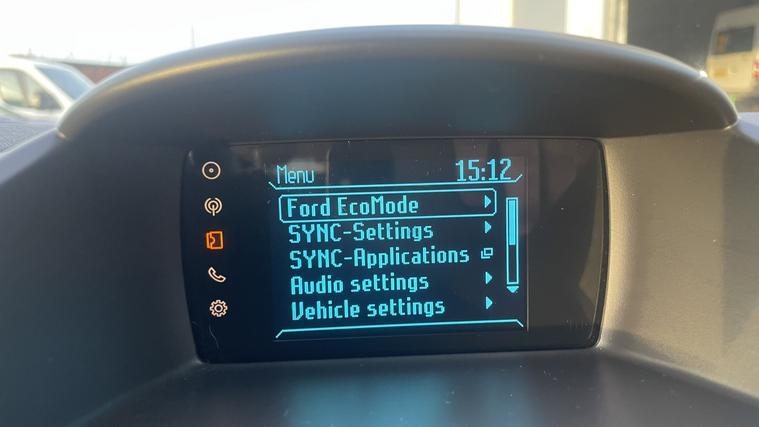 Menu 15:12
Ford EcoMode
SYNC-Settings
SYNC-Applications
Audio settings
Vehicle settings